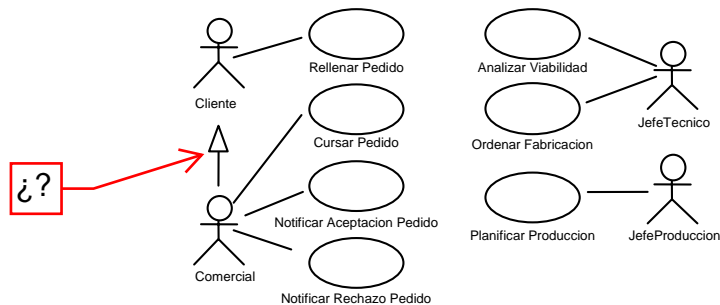 Rellenar Pedido
Analizar Viabilidad
Cliente
JefeTecnico
Cursar Pedido
Ordenar Fabricacion
¿?
Notificar Aceptacion Pedido
Planificar Produccion
JefeProduccion
Comercial
Notificar Rechazo Pedido